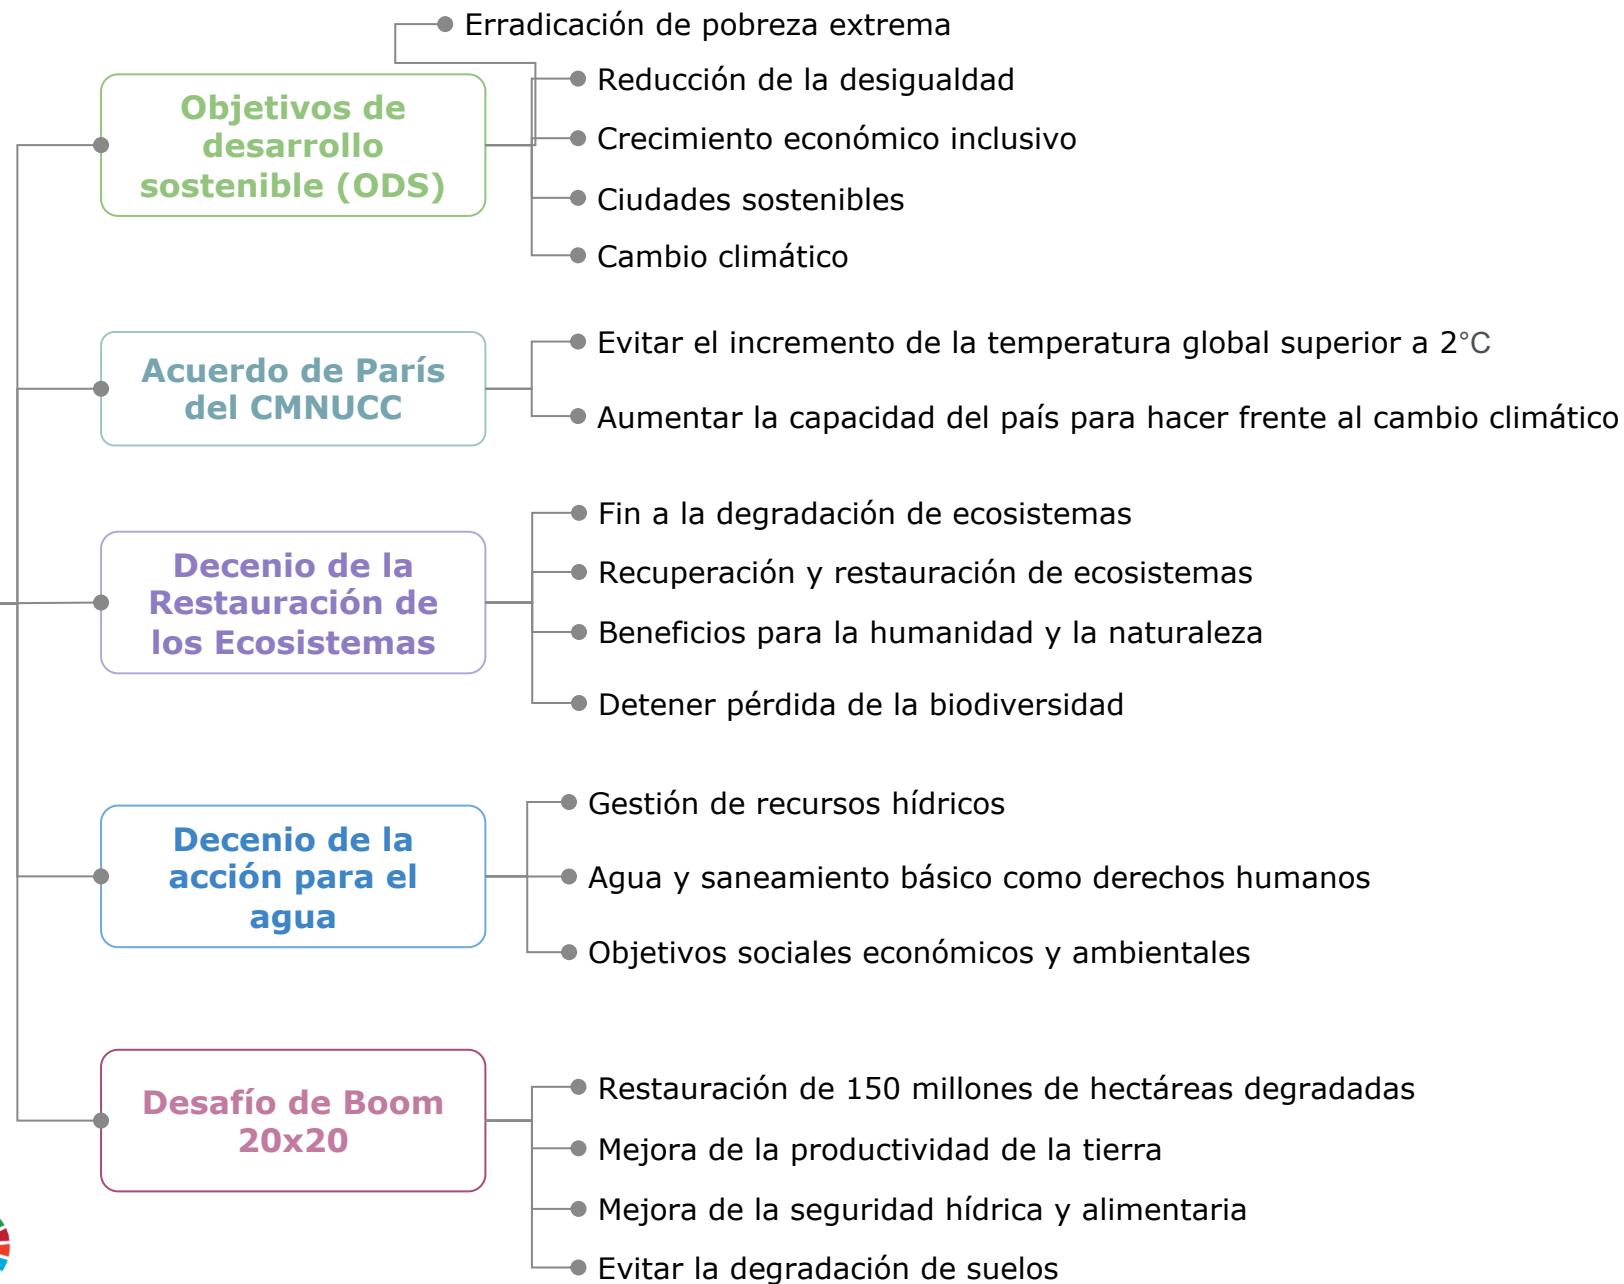 Erradicación de pobreza extrema
Objetivos de
desarrollo
sostenible (ODS)
Reducción de la desigualdad
Crecimiento económico inclusivo
Ciudades sostenibles
Cambio climático
Acuerdo de París
del CMNUCC
Evitar el incremento de la temperatura global superior a 2°C
Aumentar la capacidad del país para hacer frente al cambio climático
Decenio de la
Restauración de
los Ecosistemas
Fin a la degradación de ecosistemas
Recuperación y restauración de ecosistemas
Beneficios para la humanidad y la naturaleza
Detener pérdida de la biodiversidad
Decenio de la
acción para el
agua
Gestión de recursos hídricos
Agua y saneamiento básico como derechos humanos
Objetivos sociales económicos y ambientales
Desafío de Boom
20x20
Restauración de 150 millones de hectáreas degradadas
Mejora de la productividad de la tierra
Mejora de la seguridad hídrica y alimentaria
Evitar la degradación de suelos